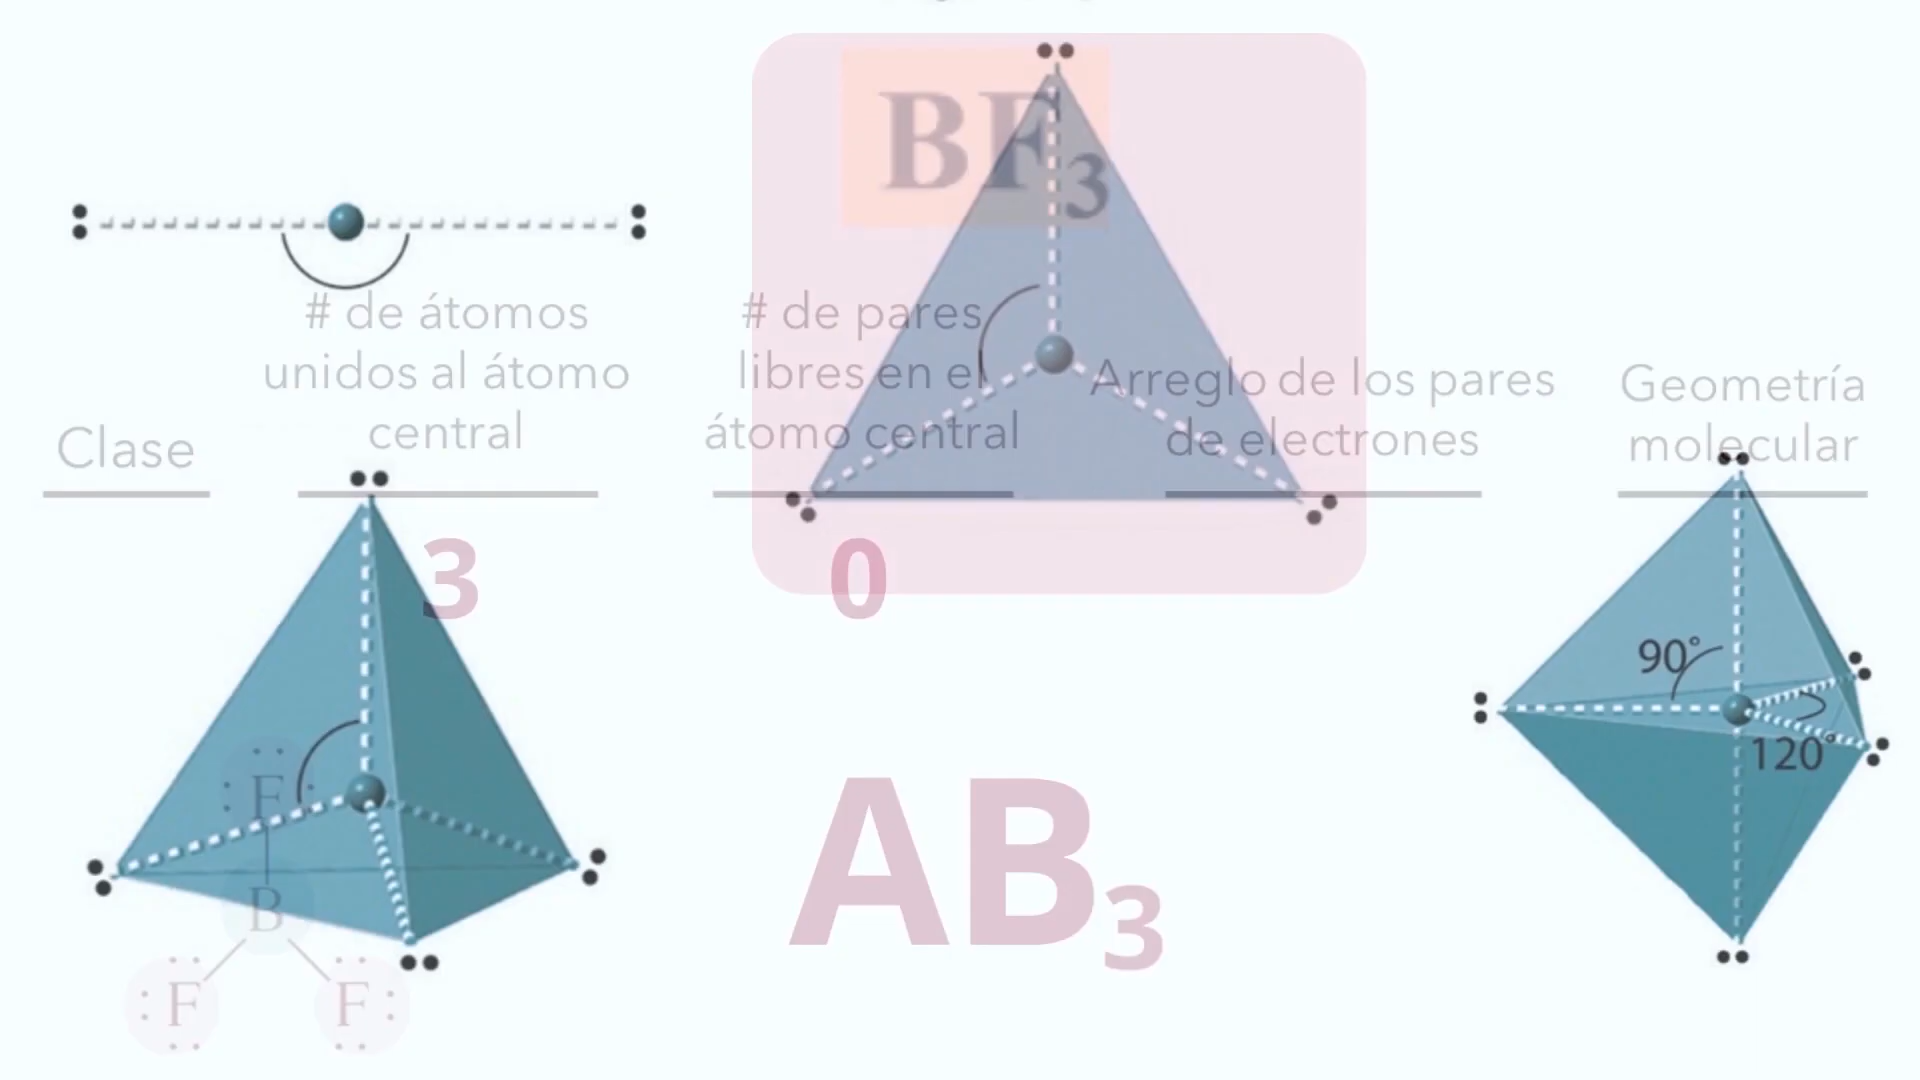 BF3
# de átomos
unidos al átomo
central
# de pares
libres en el
átomo central
Arreglo de los pares
de electrones
Geometría
molecular
Clase
3
0
90°
120°
AB3
F
B
F
F